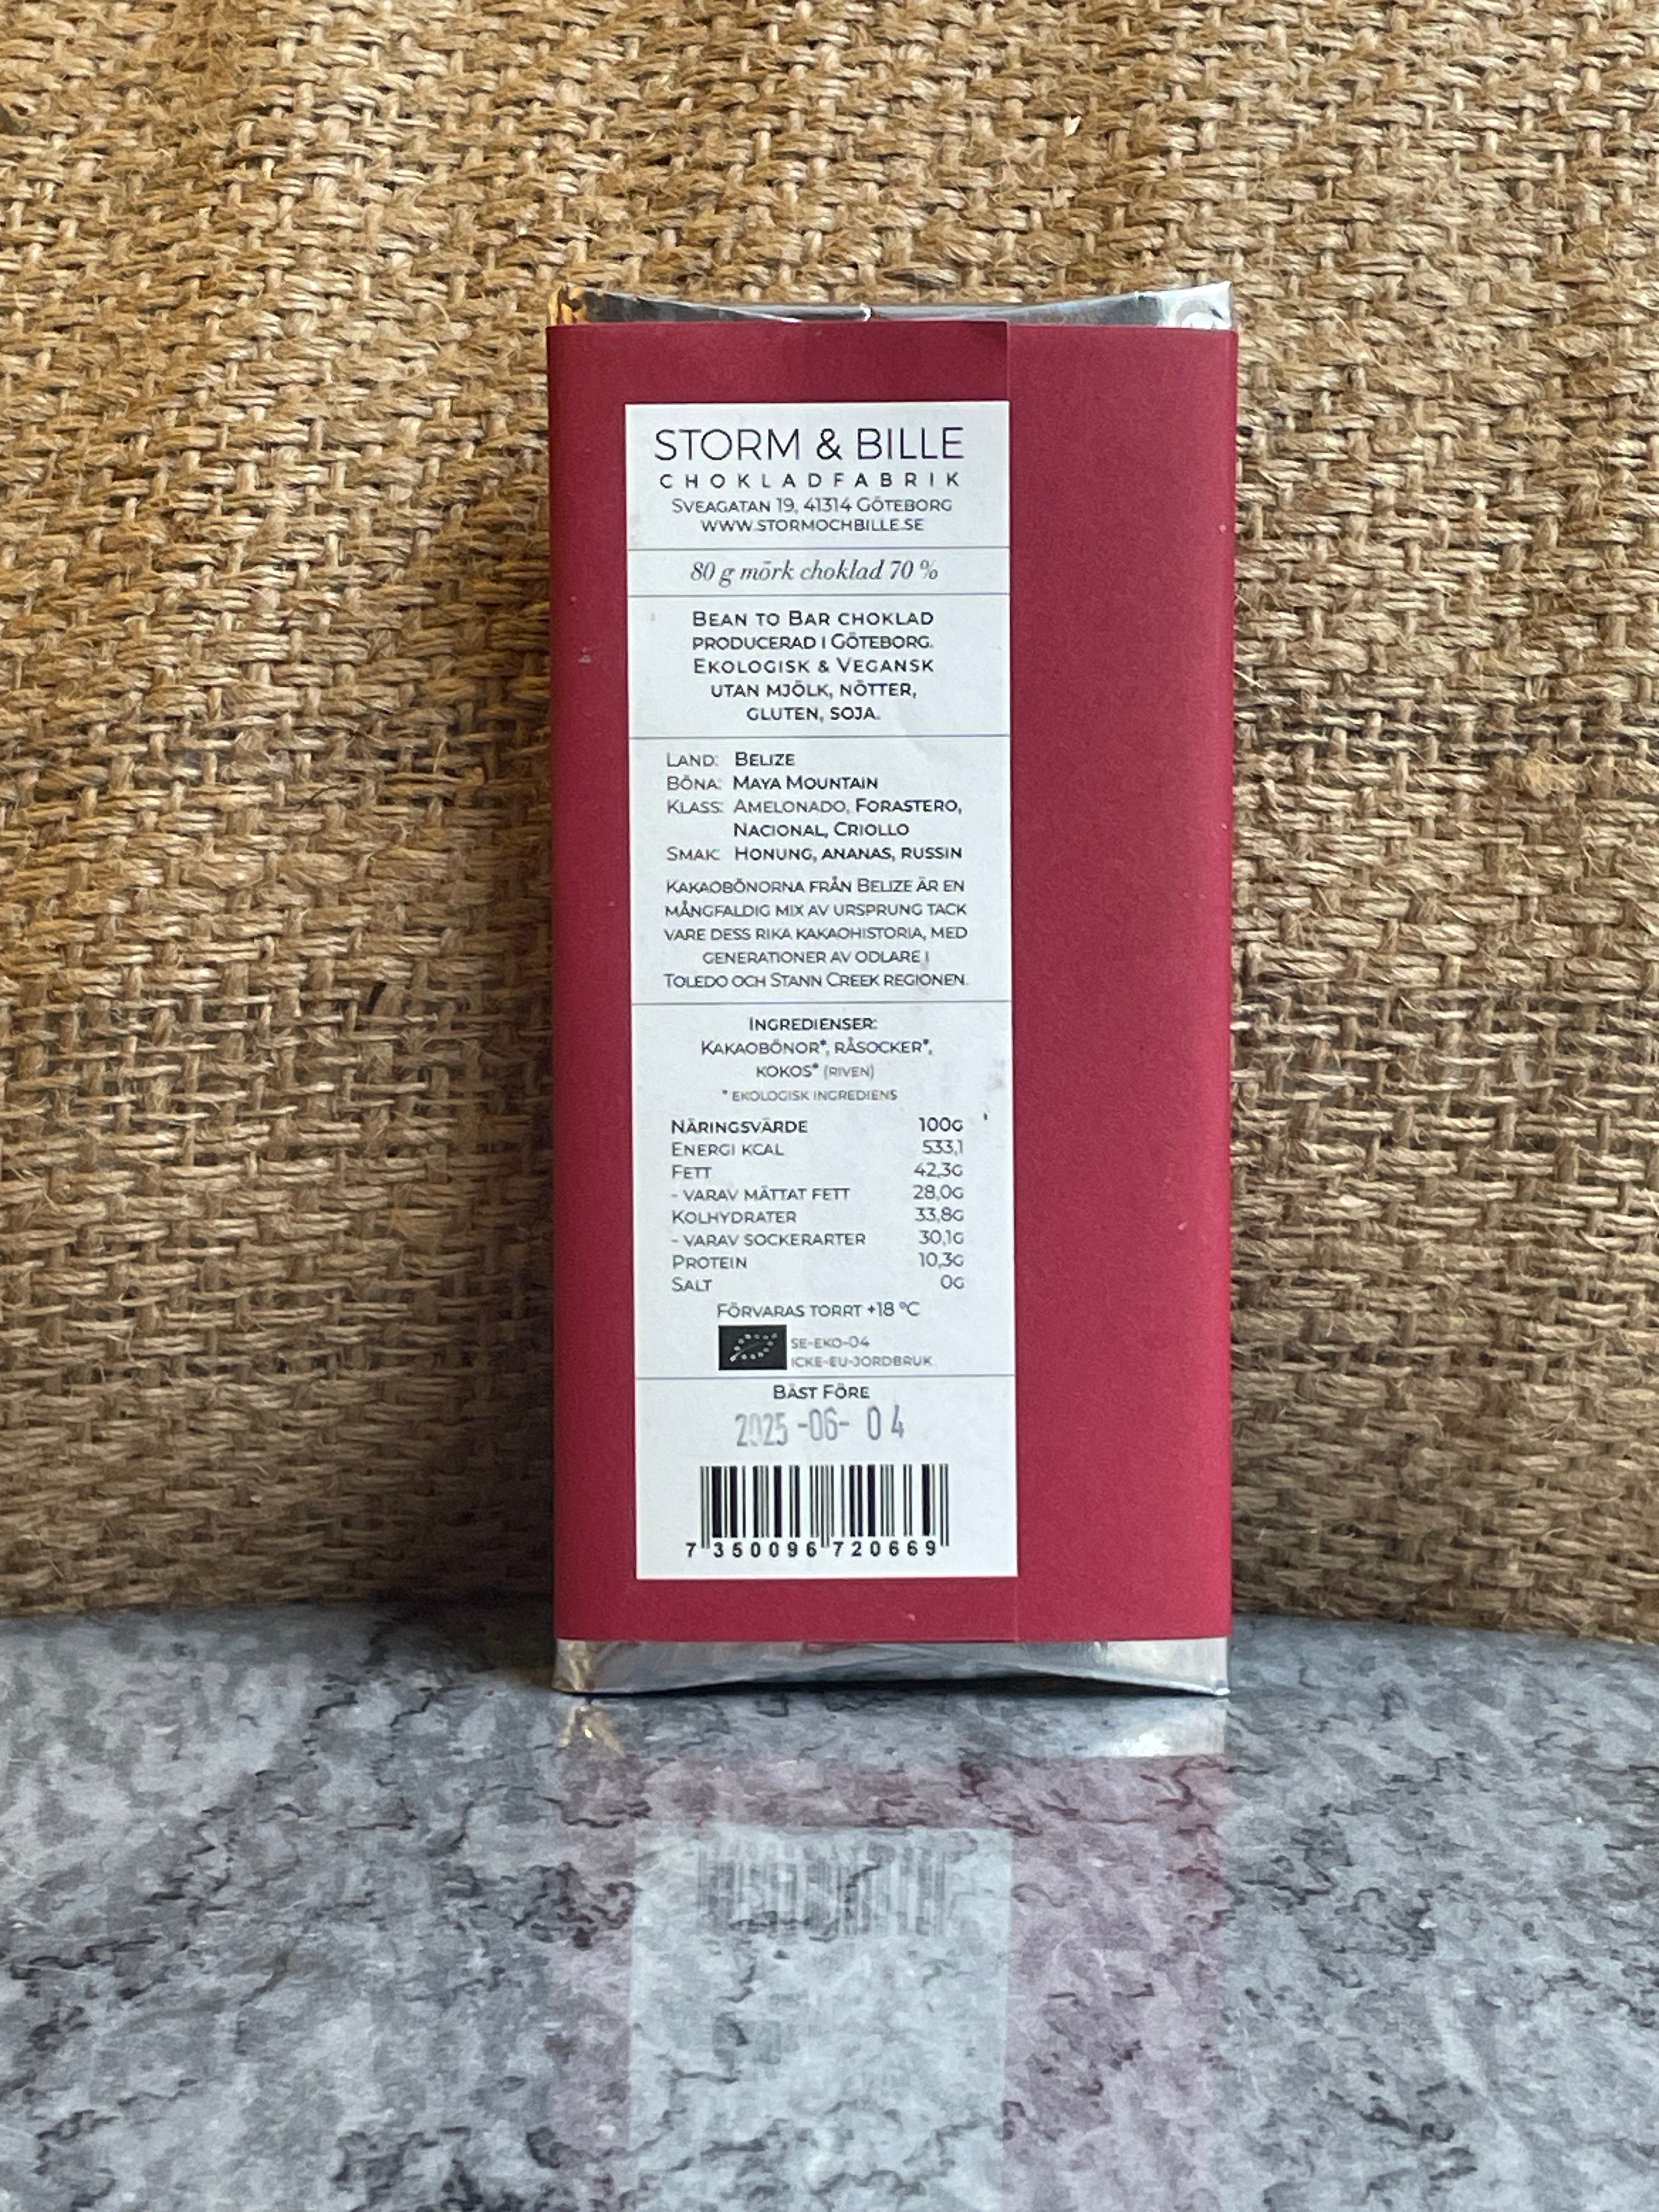 STORM & BILLE
CHOKLADFABRIK
SVEAGATAN 19, 41314 GÖTEBORG
WWW.STORMOCHBILLE.SE
80 g mörk choklad 70 %
BEAN TO BAR CHOKLAD
PRODUCERAD I GÖTEBORG.
EKOLOGISK & VEGANSK
UTAN MJÖLK, NÖTTER,
GLUTEN, SOJA.
LAND: BELIZE
BÖNA: MAYA MOUNTAIN
KLASS: AMELONADO, FORASTERO,
NACIONAL, CRIOLLO
SMAK: HONUNG, ANANAS, RUSSIN
KAKAOBÖNORNA FRÅN BELIZE ÄR EN
MÅNGFALDIG MIX AV URSPRUNG TACK
VARE DESS RIKA KAKAOHISTORIA, MED
GENERATIONER AV ODLARE I
TOLEDO OCH STANN CREEK REGIONEN.
INGREDIENSER:
KAKAOBÖNOR*, RÅSOCKER*,
KOKOS* (RIVEN)
* EKOLOGISK INGREDIENS
NÄRINGSVÄRDE 100G
ENERGI KCAL 533,1
FETT 42,3G
- VARAV MÄTTAT FETT 28,0G
KOLHYDRATER 33,8G
- VARAV SOCKERARTER 30,1G
PROTEIN 10,3G
SALT 0G
FÖRVARAS TORRT +18 °C
SE-EKO-04
ICKE-EU-JORDBRUK
BÄST FÖRE
2025-06-04
7 350096 720669